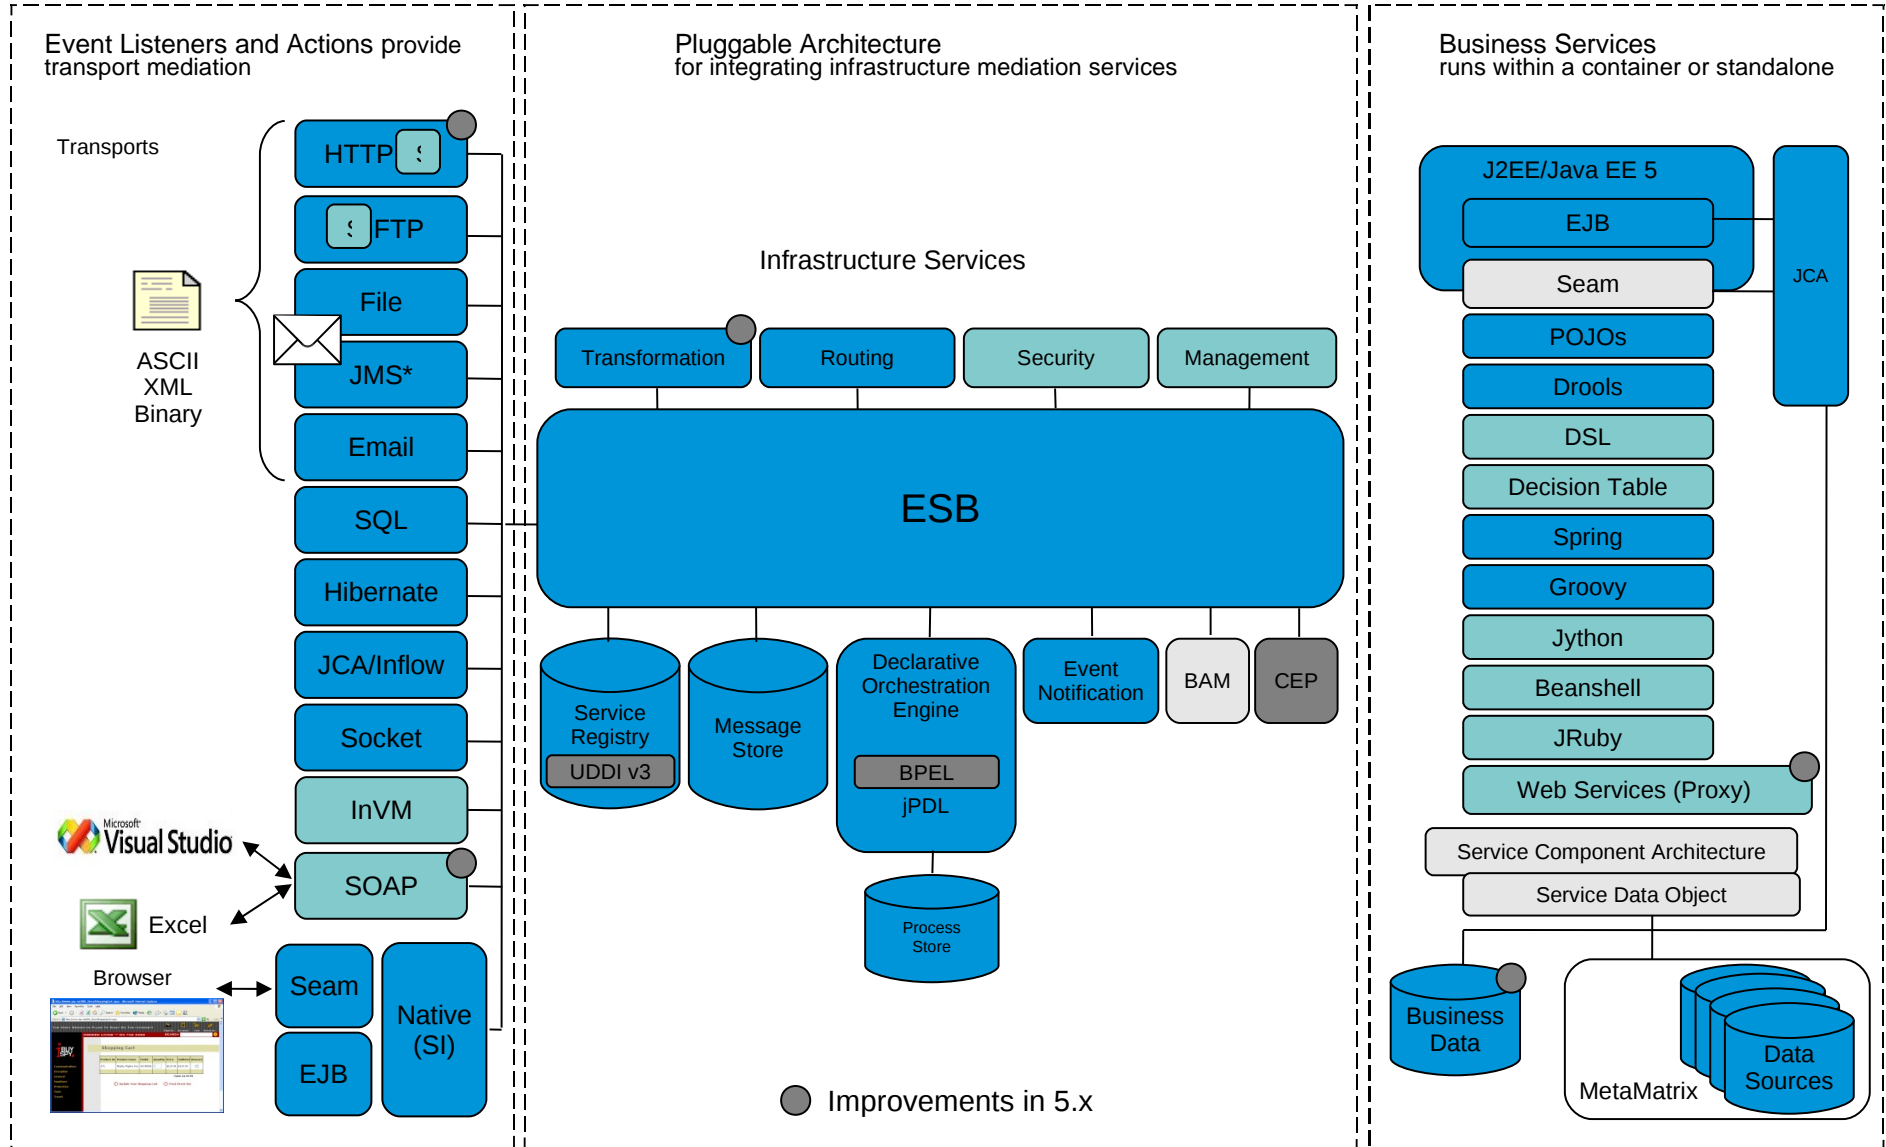 Event Listeners and Actions provide
transport mediation
Transports
HTTP
FTP
File
JMS*
Email
SQL
Hibernate
JCA/Inflow
Socket
InVM
SOAP
ASCII
XML
Binary
Microsoft
Visual Studio
Excel
Browser
Shopping Cart
Seam
EJB
Native
(SI)
Pluggable Architecture
for integrating infrastructure mediation services
Infrastructure Services
Transformation
Routing
Security
Management
ESB
Service
Registry
UDDI v3
Message
Store
Declarative
Orchestration
Engine
BPEL
jPDL
Process
Store
Event
Notification
BAM
CEP
Improvements in 5.x
Business Services
runs within a container or standalone
J2EE/Java EE 5
EJB
Seam
JCA
POJOs
Drools
DSL
Decision Table
Spring
Groovy
Jython
Beanshell
JRuby
Web Services (Proxy)
Service Component Architecture
Service Data Object
Business
Data
MetaMatrix
Data
Sources